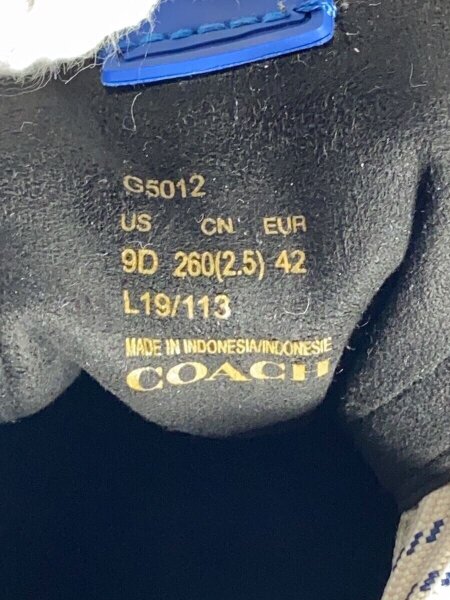 G5012
US CN EUR
9D 260(2.5) 42
L19/113
MADE IN INDONESIA/INDONESIE
COACH